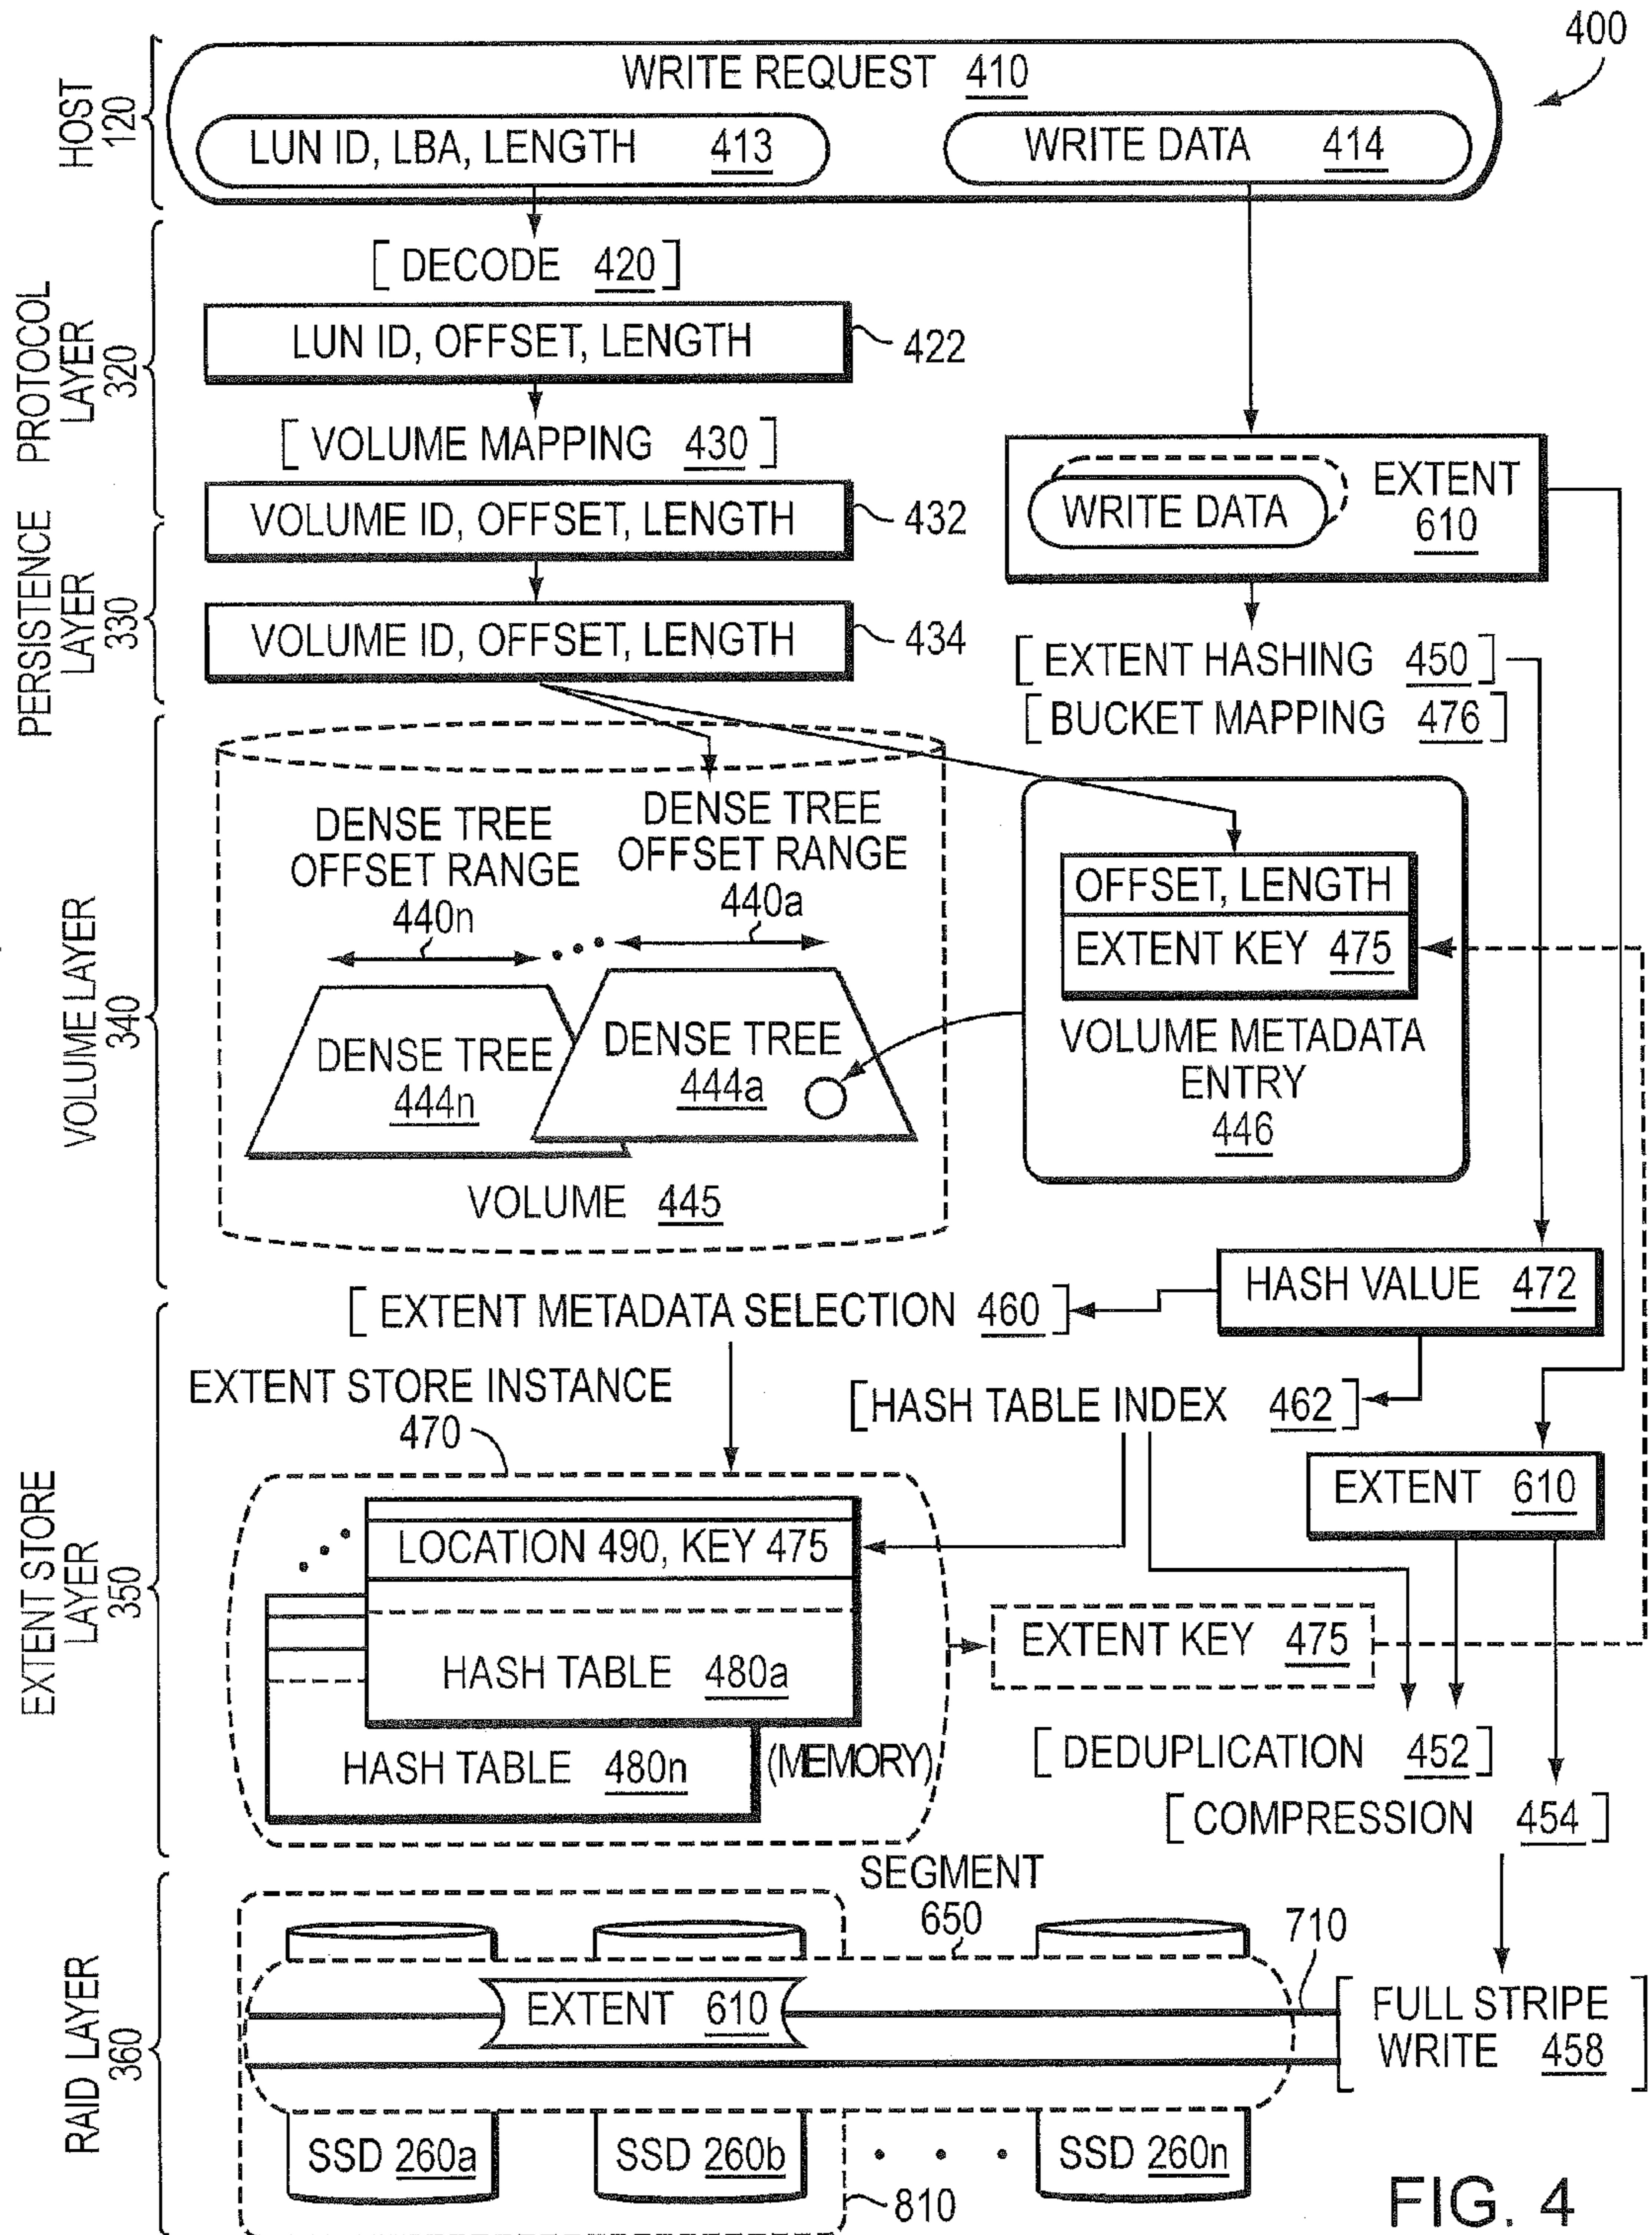 400
HOST
120
WRITE REQUEST 410
LUN ID, LBA, LENGTH 413
WRITE DATA 414
PROTOCOL
LAYER
320
[DECODE 420]
LUN ID, OFFSET, LENGTH
422
[VOLUME MAPPING 430]
VOLUME ID, OFFSET, LENGTH
432
WRITE DATA
EXTENT
610
PERSISTENCE
LAYER
330
VOLUME ID, OFFSET, LENGTH
434
[EXTENT HASHING 450]
[BUCKET MAPPING 476]
VOLUME LAYER
340
DENSE TREE
OFFSET RANGE
440n
DENSE TREE
OFFSET RANGE
440a
DENSE TREE
444n
DENSE TREE
444a
VOLUME 445
OFFSET, LENGTH
EXTENT KEY 475
VOLUME METADATA
ENTRY
446
HASH VALUE 472
EXTENT STORE
LAYER
350
[EXTENT METADATA SELECTION 460]
EXTENT STORE INSTANCE
470
[HASH TABLE INDEX 462]
EXTENT 610
LOCATION 490, KEY 475
HASH TABLE 480a
HASH TABLE 480n
(MEMORY)
EXTENT KEY 475
[DEDUPLICATION 452]
[COMPRESSION 454]
RAID LAYER
360
SEGMENT
650
710
EXTENT 610
[FULL STRIPE
WRITE 458]
SSD 260a
SSD 260b
. . .
SSD 260n
810
FIG. 4